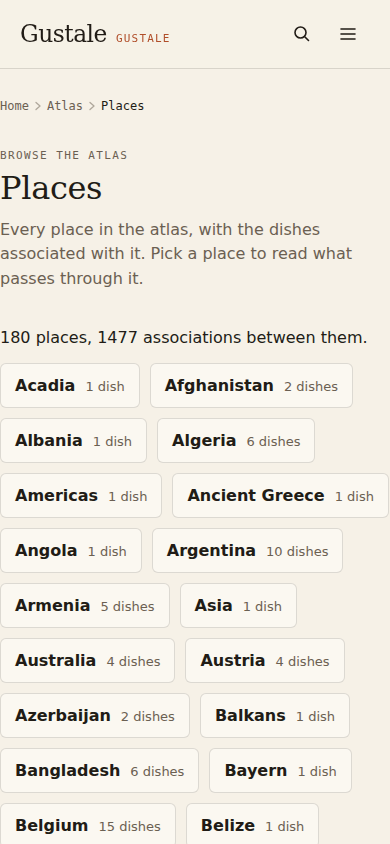 Gustale GUSTALE
Home > Atlas > Places
BROWSE THE ATLAS
Places
Every place in the atlas, with the dishes
associated with it. Pick a place to read what
passes through it.
180 places, 1477 associations between them.
Acadia 1 dish Afghanistan 2 dishes
Albania 1 dish Algeria 6 dishes
Americas 1 dish Ancient Greece 1 dish
Angola 1 dish Argentina 10 dishes
Armenia 5 dishes Asia 1 dish
Australia 4 dishes Austria 4 dishes
Azerbaijan 2 dishes Balkans 1 dish
Bangladesh 6 dishes Bayern 1 dish
Belgium 15 dishes Belize 1 dish